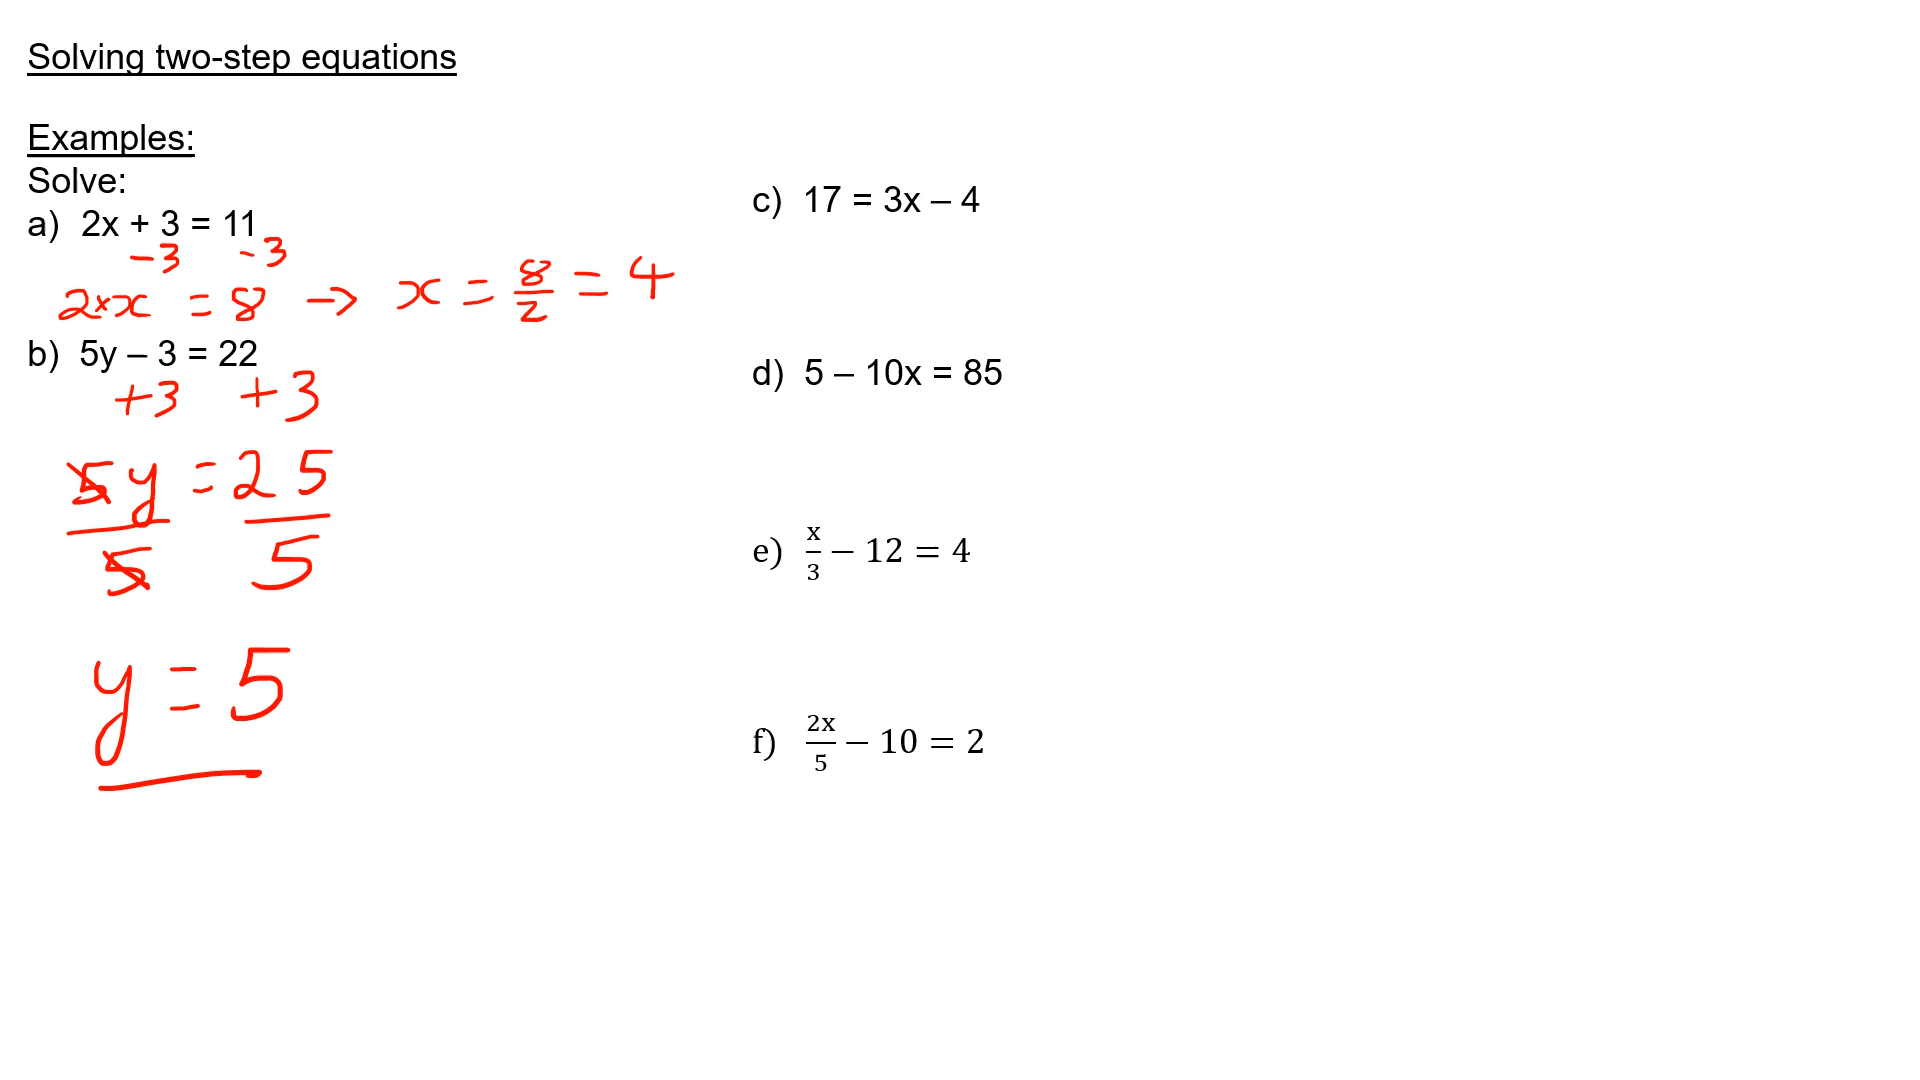 Solving two-step equations
Examples:
Solve:
a) 2x + 3 = 11
-3 -3
2×x = 8 → x = 8/2 = 4
b) 5y – 3 = 22
+3 +3
5y = 25
5 5
y = 5
c) 17 = 3x – 4
d) 5 – 10x = 85
e) x/3 − 12 = 4
f) 2x/5 − 10 = 2